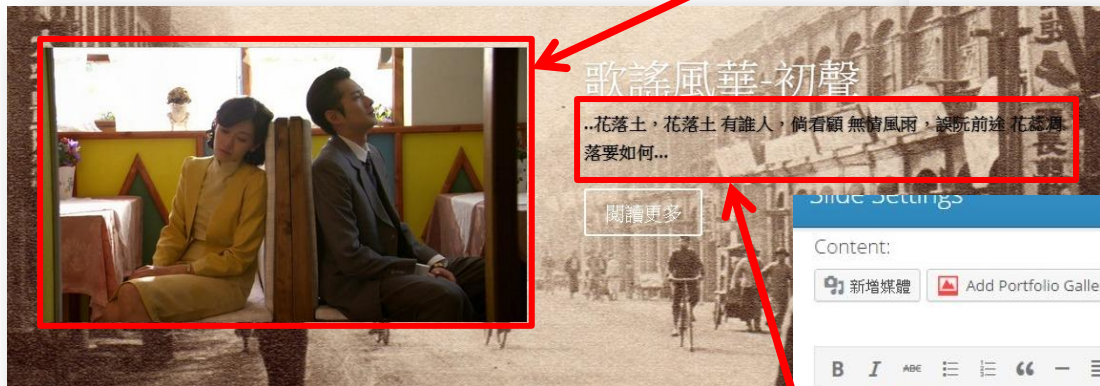 歌謠風華-初聲
..花落土，花落土 有誰人，倘看顧 無情風雨，誤阮前途 花蕊凋
落要如何...
閱讀更多
Slide Settings
Content:
新增媒體
Add Portfolio Galle
B I ABC